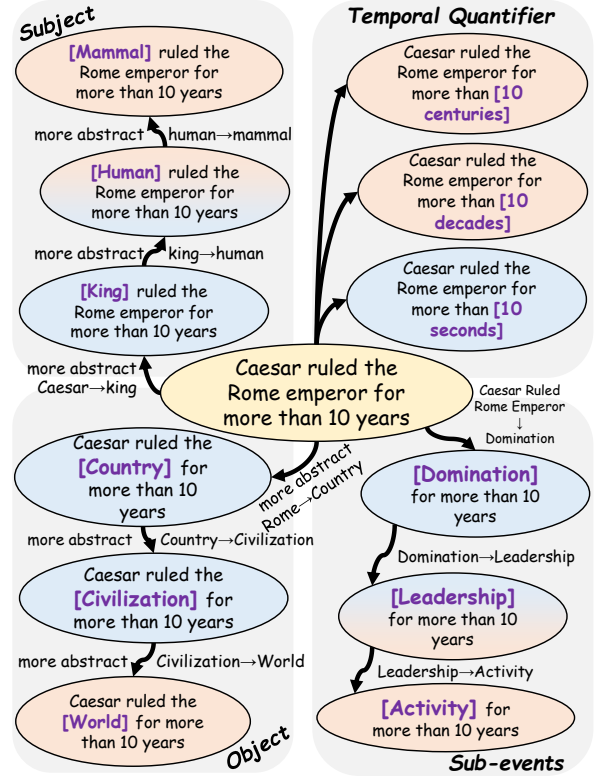 Subject
[Mammal] ruled the
Rome emperor for
more than 10 years
more abstract
human→mammal
[Human] ruled the
Rome emperor for
more than 10 years
more abstract
king→human
[King] ruled the
Rome emperor for
more than 10 years
more abstract
Caesar→king
Temporal Quantifier
Caesar ruled the
Rome emperor for
more than [10
centuries]
Caesar ruled the
Rome emperor for
more than [10
decades]
Caesar ruled the
Rome emperor for
more than [10
seconds]
Caesar ruled the
Rome emperor for
more than 10 years
Caesar ruled the
[Country] for
more than 10
years
more abstract
Rome→Country
more abstract
Country→Civilization
Caesar ruled the
[Civilization] for
more than 10 years
more abstract
Civilization→World
Caesar ruled the
[World] for more
than 10 years
Object
Caesar Ruled
Rome Emperor
↓
Domination
[Domination]
for more than 10
years
Domination→Leadership
[Leadership]
for more than 10
years
Leadership→Activity
[Activity] for
more than 10 years
Sub-events